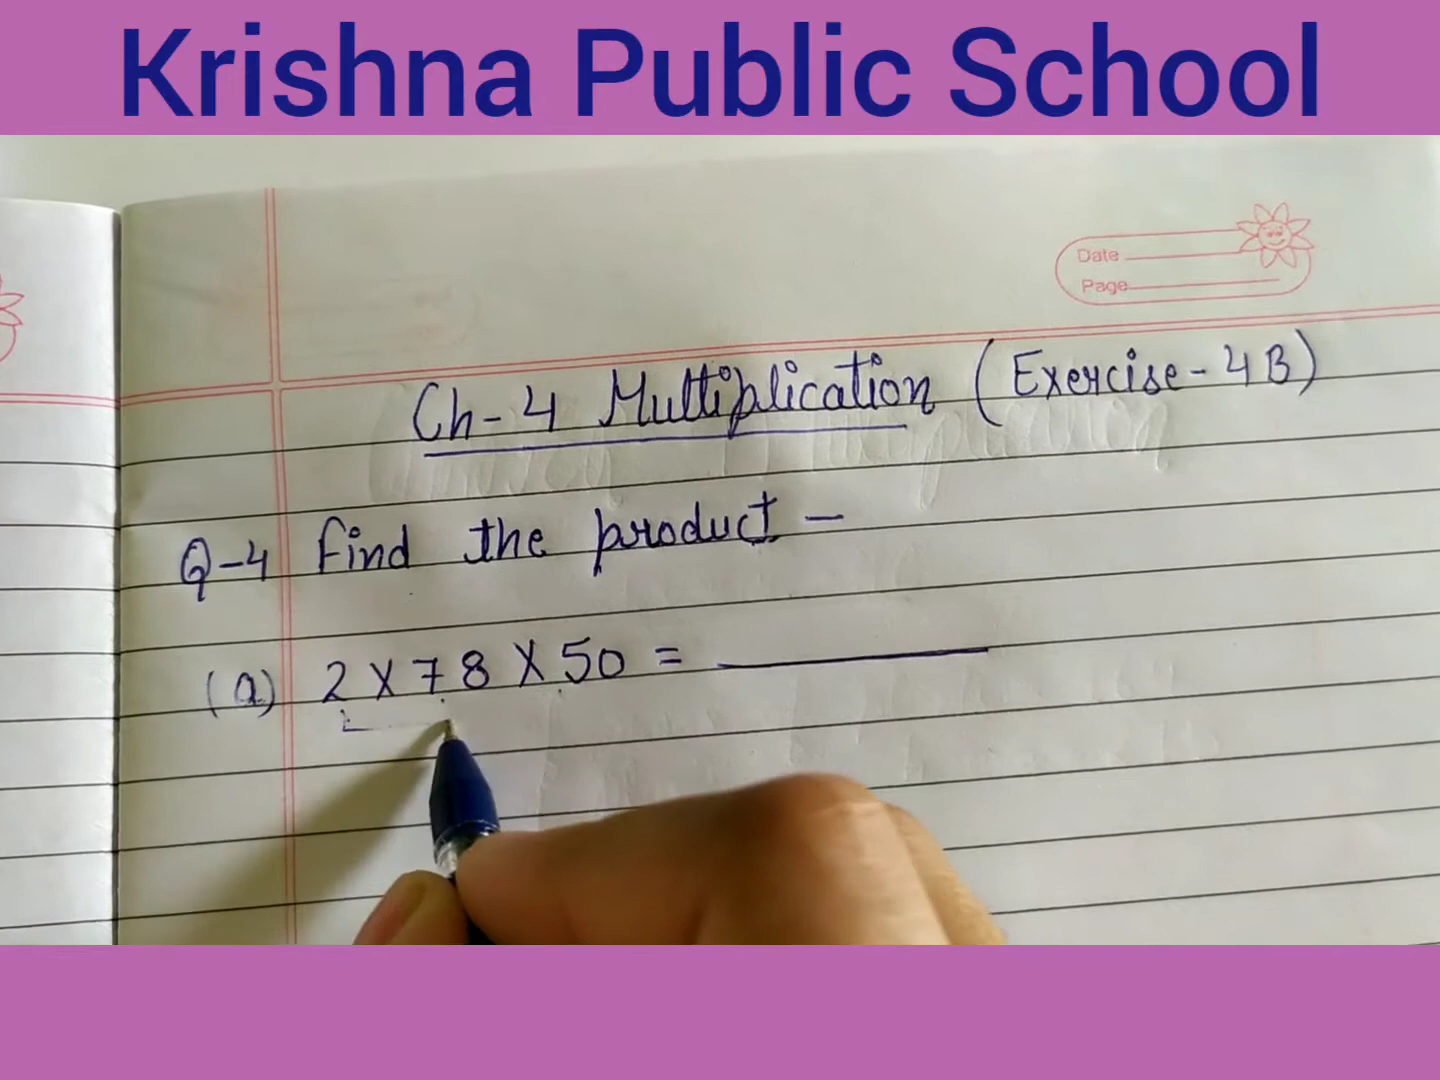 Krishna Public School
Date
Page
Ch-4 Multiplication (Exercise-4B)
Q-4 Find the product -
(a) 2 X 78 X 50 =